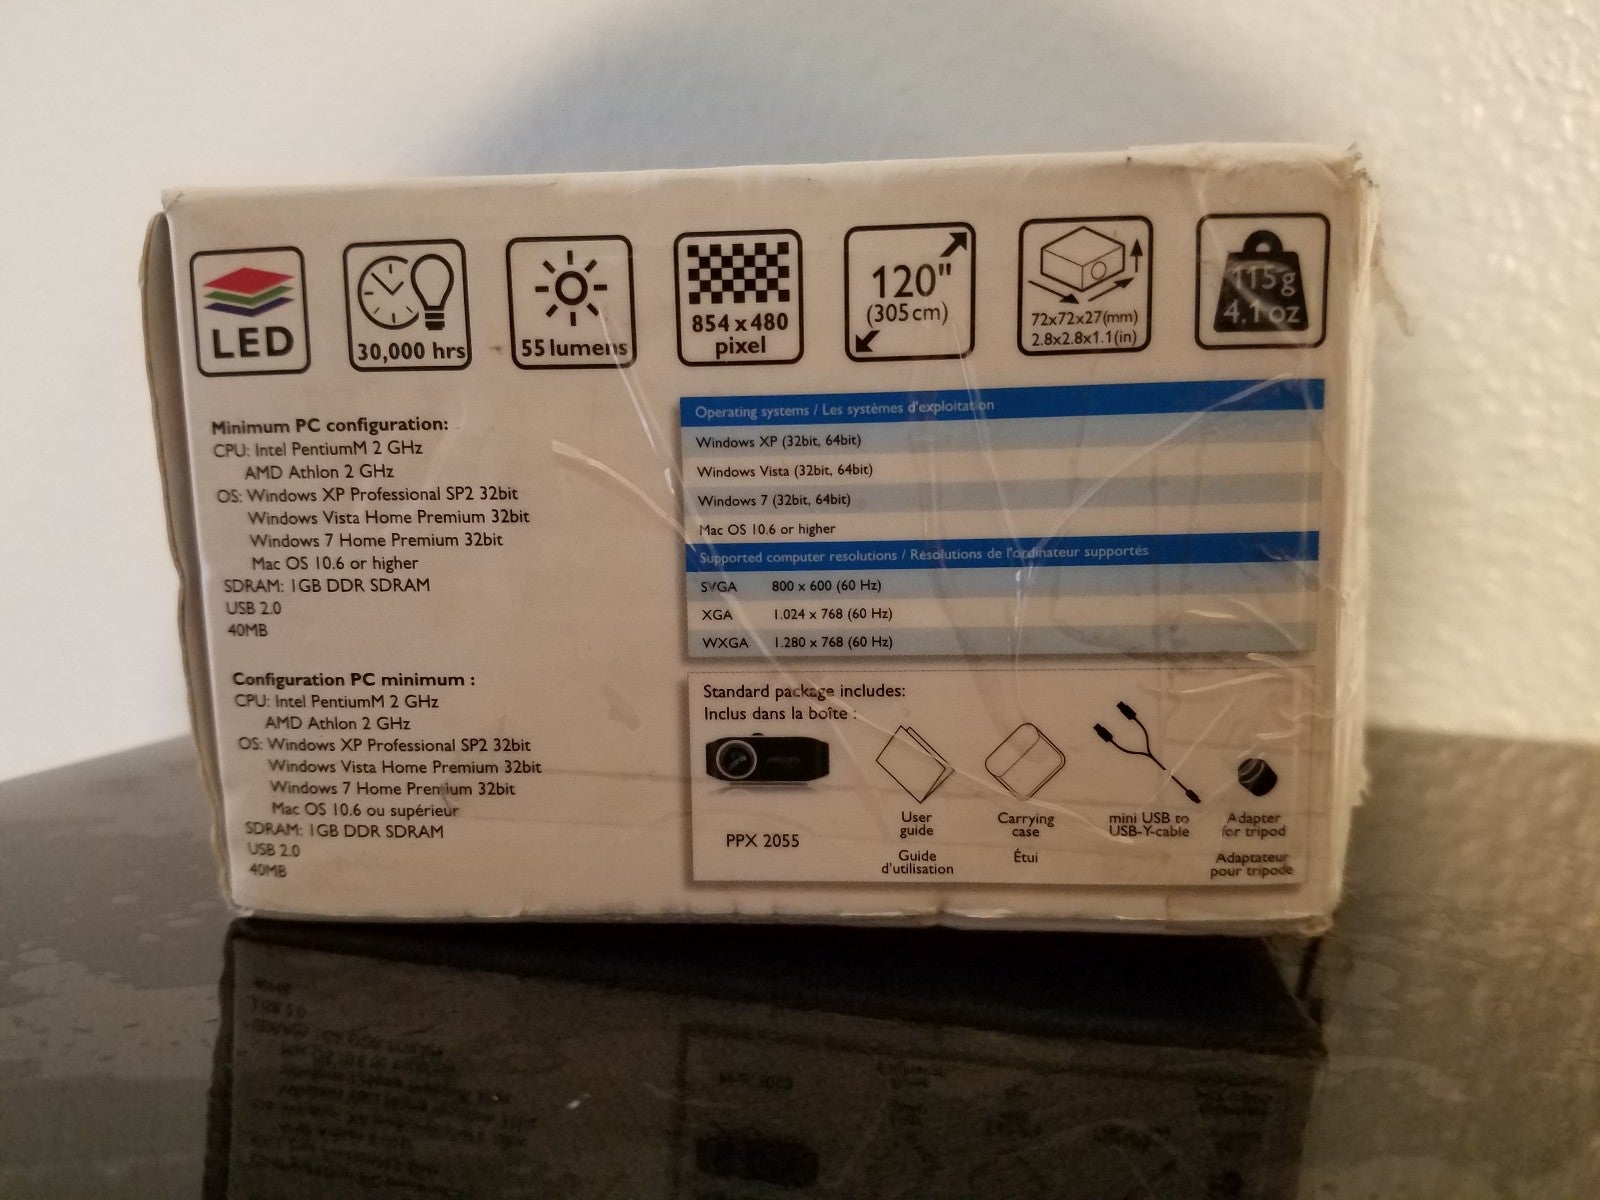 LED
30,000 hrs
55 lumens
854 x 480
pixel
120"
(305 cm)
72x72x27(mm)
2.8x2.8x1.1(in)
115g
4.1oz
Minimum PC configuration:
CPU: Intel PentiumM 2 GHz
AMD Athlon 2 GHz
OS: Windows XP Professional SP2 32bit
Windows Vista Home Premium 32bit
Windows 7 Home Premium 32bit
Mac OS 10.6 or higher
SDRAM: 1GB DDR SDRAM
USB 2.0
40MB
Configuration PC minimum :
CPU: Intel PentiumM 2 GHz
AMD Athlon 2 GHz
OS: Windows XP Professional SP2 32bit
Windows Vista Home Premium 32bit
Windows 7 Home Premium 32bit
Mac OS 10.6 ou supérieur
SDRAM: 1GB DDR SDRAM
USB 2.0
40MB
Operating systems / Les systèmes d'exploitation
Windows XP (32bit, 64bit)
Windows Vista (32bit, 64bit)
Windows 7 (32bit, 64bit)
Mac OS 10.6 or higher
Supported computer resolutions / Résolutions de l'ordinateur supportés
SVGA 800 x 600 (60 Hz)
XGA 1.024 x 768 (60 Hz)
WXGA 1.280 x 768 (60 Hz)
Standard package includes:
Inclus dans la boîte :
PPX 2055
User
guide
Guide
d'utilisation
Carrying
case
Étui
mini USB to
USB-Y-cable
Adapter
for tripod
Adaptateur
pour tripode